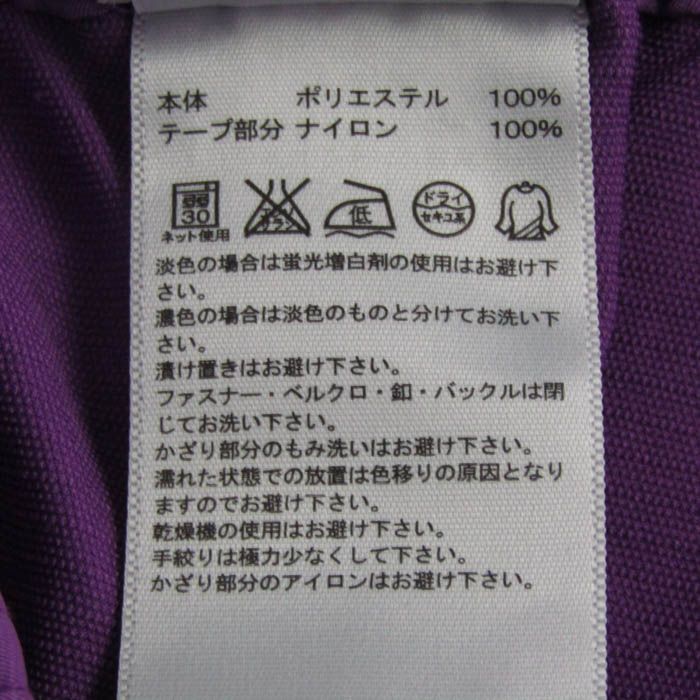 本体 ポリエステル 100%
テープ部分 ナイロン 100%
弱
30
ネット使用
エンソ
サラシ
低
ドライ
セキユ系
淡色の場合は蛍光増白剤の使用はお避け下
さい。
濃色の場合は淡色のものと分けてお洗い下
さい。
漬け置きはお避け下さい。
ファスナー・ベルクロ・釦・バックルは閉
じてお洗い下さい。
かざり部分のもみ洗いはお避け下さい。
濡れた状態での放置は色移りの原因となり
ますのでお避け下さい。
乾燥機の使用はお避け下さい。
手絞りは極力少なくして下さい。
かざり部分のアイロンはお避け下さい。